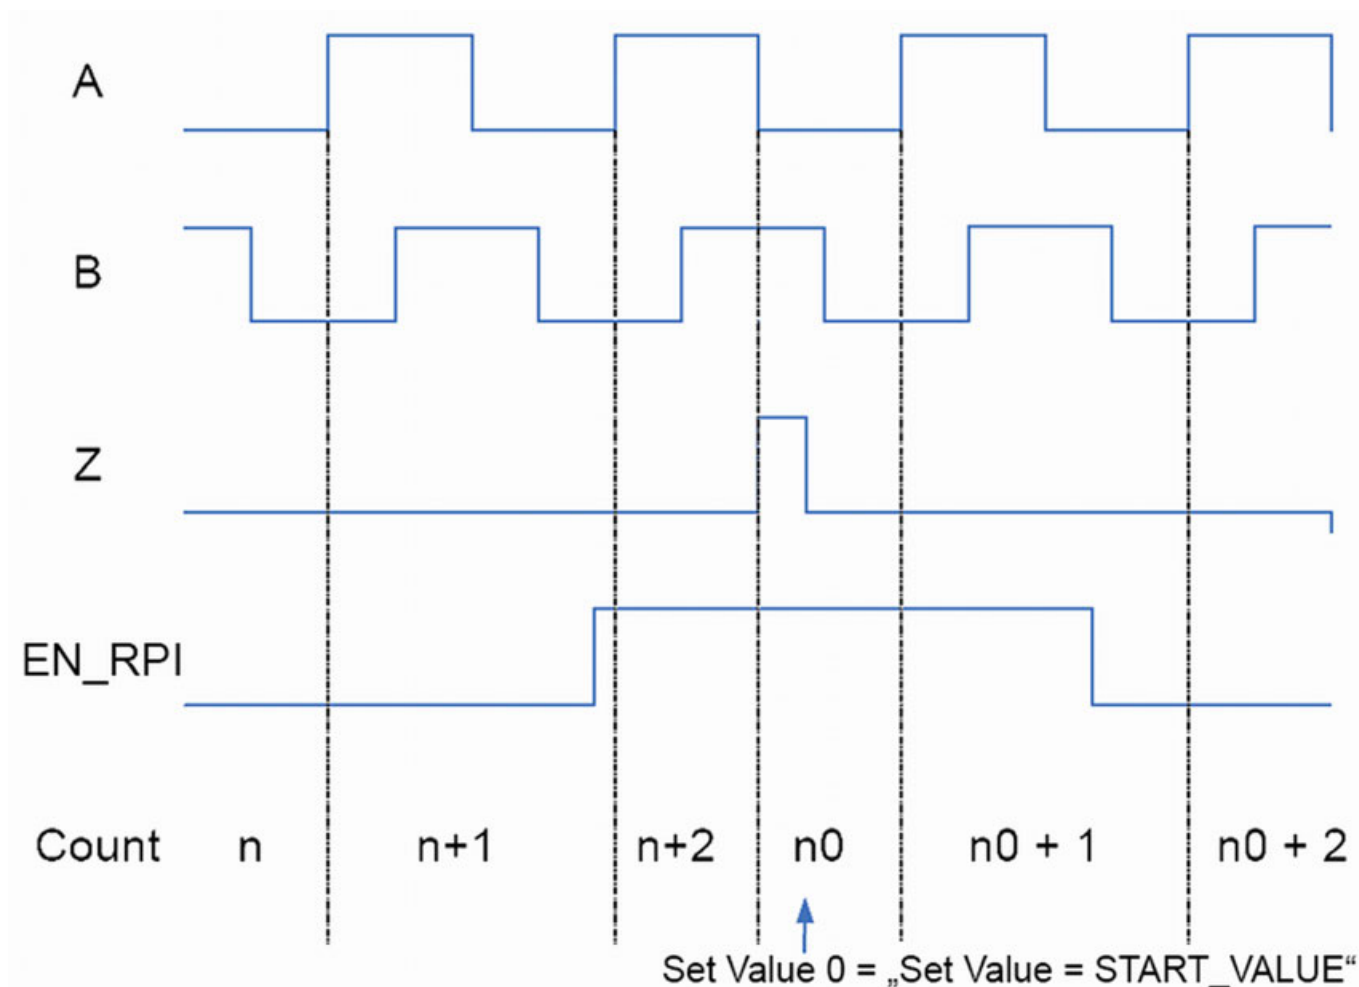 A
B
Z
EN_RPI
Count n n+1 n+2 n0 n0 + 1 n0 + 2
Set Value 0 = „Set Value = START_VALUE“